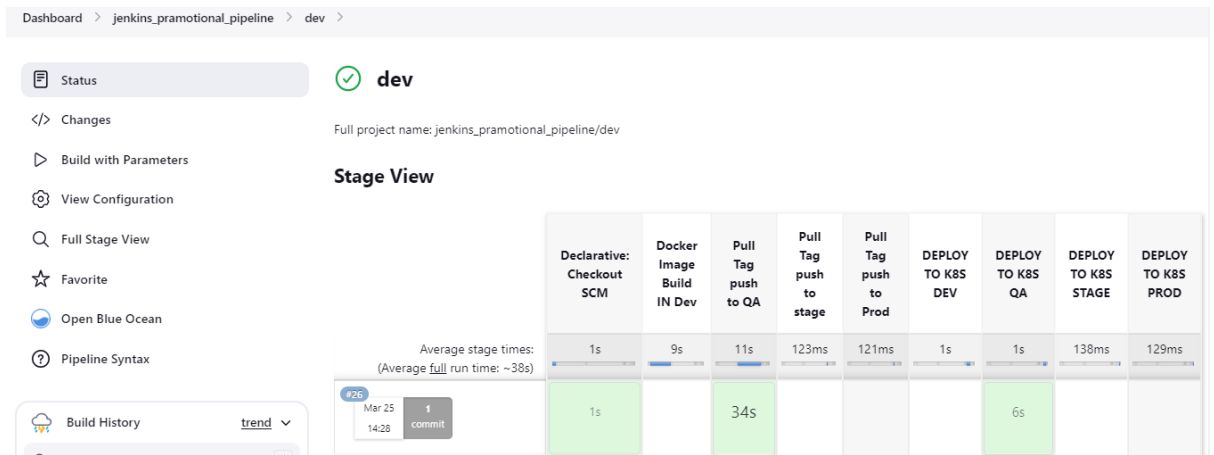 Dashboard > jenkins_pramotional_pipeline > dev >
Status
Changes
Build with Parameters
View Configuration
Full Stage View
Favorite
Open Blue Ocean
Pipeline Syntax
Build History trend
dev
Full project name: jenkins_pramotional_pipeline/dev
Stage View
Declarative:
Checkout
SCM
Docker
Image
Build
IN Dev
Pull
Tag
push
to QA
Pull
Tag
push
to
stage
Pull
Tag
push
to
Prod
DEPLOY
TO K8S
DEV
DEPLOY
TO K8S
QA
DEPLOY
TO K8S
STAGE
DEPLOY
TO K8S
PROD
Average stage times:
(Average full run time: ~38s)
1s 9s 11s 123ms 121ms 1s 1s 138ms 129ms
#26
Mar 25
14:28
1
commit
1s 34s 6s